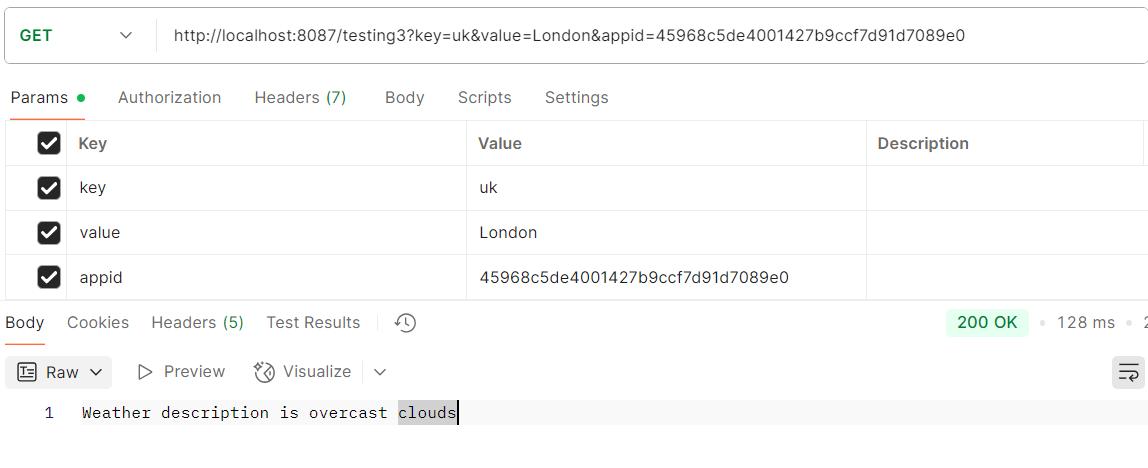 GET http://localhost:8087/testing3?key=uk&value=London&appid=45968c5de4001427b9ccf7d91d7089e0
Params Authorization Headers (7) Body Scripts Settings
Key Value Description
key uk
value London
appid 45968c5de4001427b9ccf7d91d7089e0
Body Cookies Headers (5) Test Results 200 OK 128 ms
Raw Preview Visualize
1 Weather description is overcast clouds